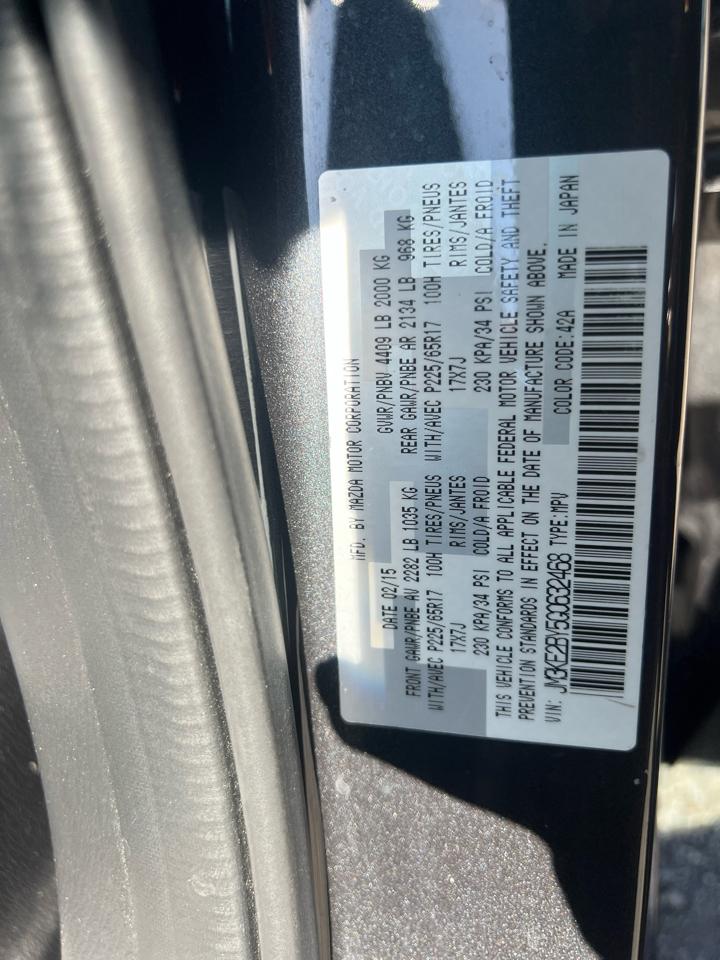 MFD. BY MAZDA MOTOR CORPORATION
DATE 02/15 GVWR/PNBV 4409 LB 2000 KG
FRONT GAWR/PNBE AV 2282 LB 1035 KG REAR GAWR/PNBE AR 2134 LB 968 KG
WITH/AVEC P225/65R17 100H TIRES/PNEUS WITH/AVEC P225/65R17 100H TIRES/PNEUS
17X7J RIMS/JANTES 17X7J RIMS/JANTES
230 KPA/34 PSI COLD/A FROID 230 KPA/34 PSI COLD/A FROID
THIS VEHICLE CONFORMS TO ALL APPLICABLE FEDERAL MOTOR VEHICLE SAFETY AND THEFT
PREVENTION STANDARDS IN EFFECT ON THE DATE OF MANUFACTURE SHOWN ABOVE.
VIN: JM3KE2BY5G0632468 TYPE:MPV COLOR CODE:42A MADE IN JAPAN